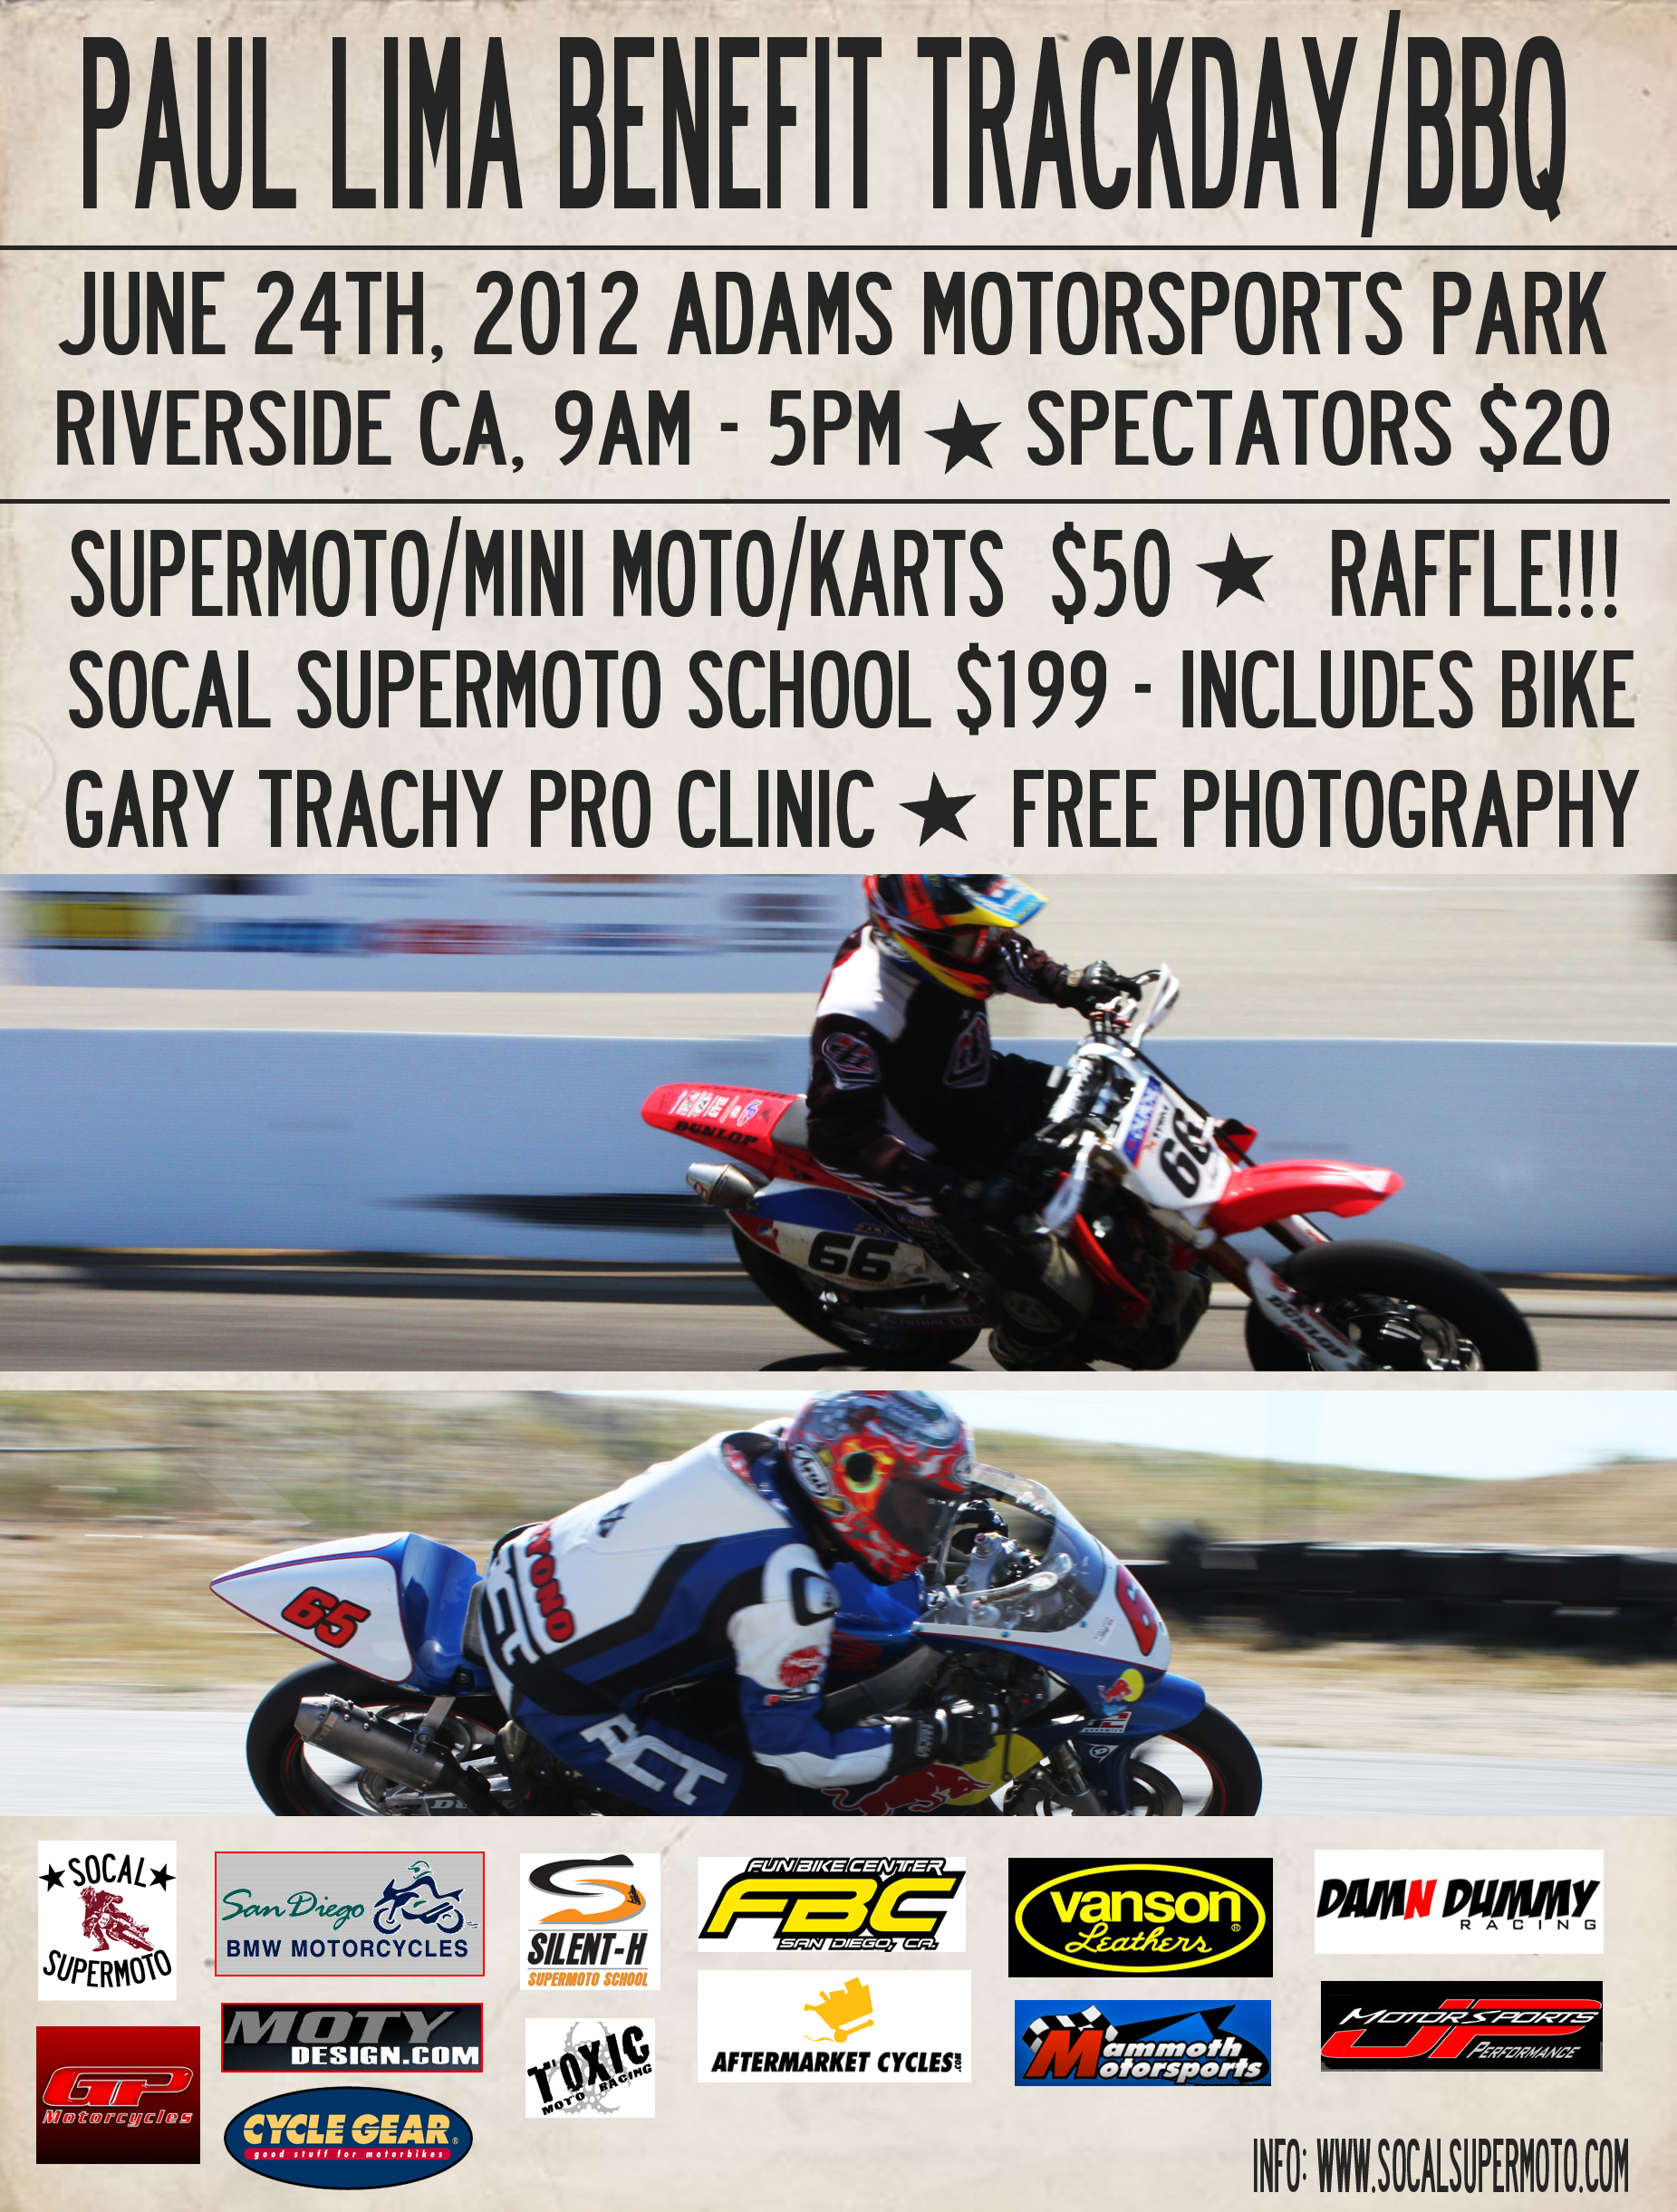 PAUL LIMA BENEFIT TRACKDAY/BBQ
JUNE 24TH, 2012 ADAMS MOTORSPORTS PARK
RIVERSIDE CA, 9AM - 5PM ★ SPECTATORS $20
SUPERMOTO/MINI MOTO/KARTS $50 ★ RAFFLE!!!
SOCAL SUPERMOTO SCHOOL $199 - INCLUDES BIKE
GARY TRACHY PRO CLINIC ★ FREE PHOTOGRAPHY
DUNLOP
66
66
DUNLOP
Arai
65
6
★ SOCAL ★
SUPERMOTO
San Diego
BMW MOTORCYCLES
SILENT-H
SUPERMOTO SCHOOL
FUN BIKE CENTER
FBC
SAN DIEGO, CA.
vanson
Leathers
DAMN DUMMY
RACING
GP
Motorcycles
MOTY
DESIGN.COM
CYCLE GEAR
good stuff for motorbikes
TOXIC
MOTO RACING
AFTERMARKET CYCLES.COM
Mammoth
Motorsports
MOTORSPORTS
JP
PERFORMANCE
INFO: WWW.SOCALSUPERMOTO.COM